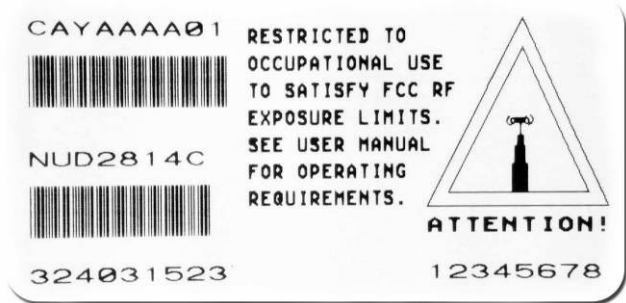 CAYAAAA01
NUD2814C
324031523
RESTRICTED TO
OCCUPATIONAL USE
TO SATISFY FCC RF
EXPOSURE LIMITS.
SEE USER MANUAL
FOR OPERATING
REQUIREMENTS.
ATTENTION!
12345678